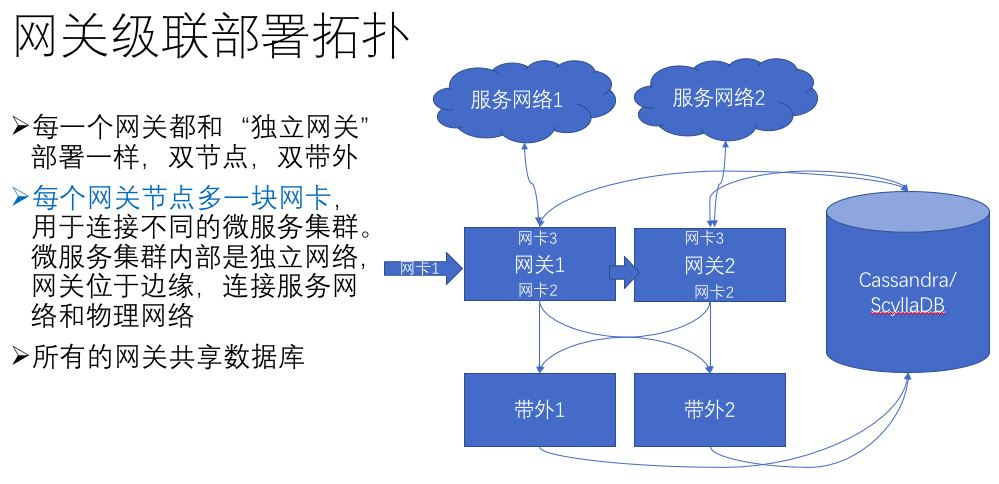 网关级联部署拓扑
每一个网关都和“独立网关”
部署一样，双节点，双带外
每个网关节点多一块网卡，
用于连接不同的微服务集群。
微服务集群内部是独立网络，
网关位于边缘，连接服务网
络和物理网络
所有的网关共享数据库
服务网络1
服务网络2
网卡1
网卡3
网关1
网卡2
网卡3
网关2
网卡2
Cassandra/
ScyllaDB
带外1
带外2